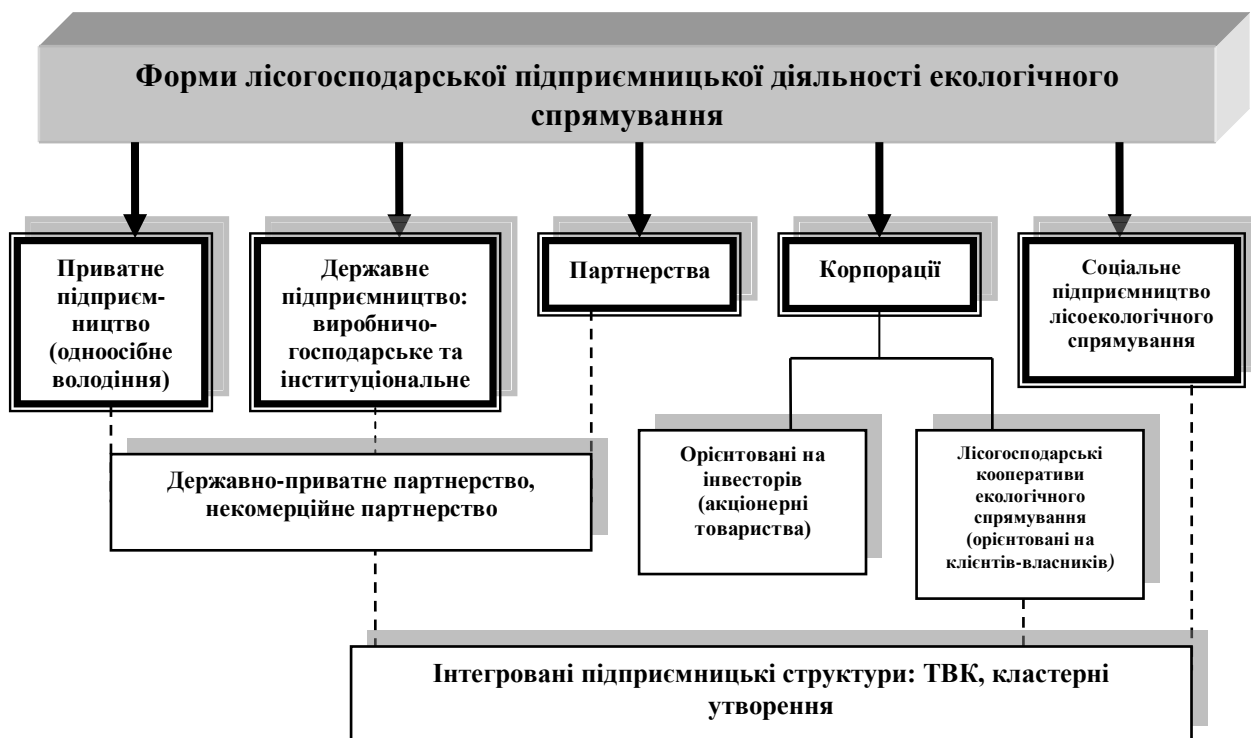 Форми лісогосподарської підприємницької діяльності екологічного
спрямування
Приватне
підприєм-
ництво
(одноосібне
володіння)
Державне
підприємництво:
виробничо-
господарське та
інституціональне
Партнерства
Корпорації
Соціальне
підприємництво
лісоекологічного
спрямування
Державно-приватне партнерство,
некомерційне партнерство
Орієнтовані на
інвесторів
(акціонерні
товариства)
Лісогосподарські
кооперативи
екологічного
спрямування
(орієнтовані на
клієнтів-власників)
Інтегровані підприємницькі структури: ТВК, кластерні
утворення